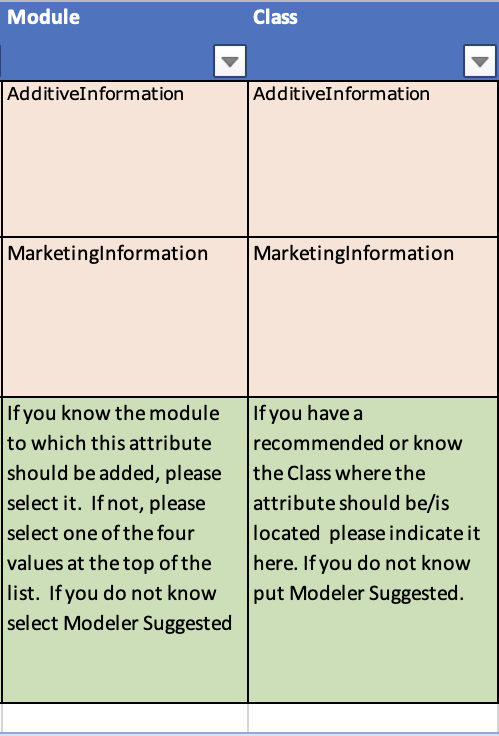 Module
Class
AdditiveInformation
AdditiveInformation
MarketingInformation
MarketingInformation
If you know the module
to which this attribute
should be added, please
select it.  If not, please
select one of the four
values at the top of the
list.  If you do not know
select Modeler Suggested
If you have a
recommended or know
the Class where the
attribute should be/is
located  please indicate it
here. If you do not know
put Modeler Suggested.